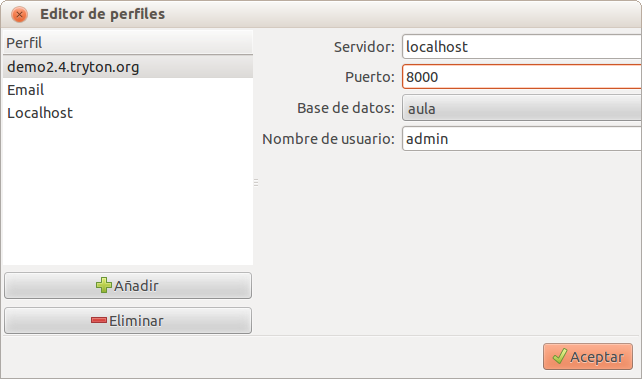 Editor de perfiles
Perfil
demo2.4.tryton.org
Email
Localhost
Añadir
Eliminar
Servidor: localhost
Puerto: 8000
Base de datos: aula
Nombre de usuario: admin
Aceptar